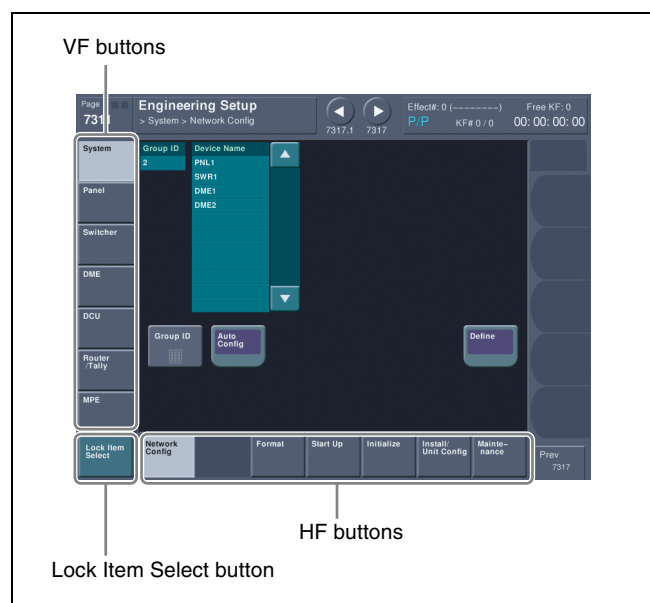 VF buttons
Page
7311
Engineering Setup
> System > Network Config
7317.1
7317
Effect#: 0 (--------)
Free KF: 0
P/P
KF# 0 / 0
00: 00: 00: 00
System
Panel
Switcher
DME
DCU
Router
/Tally
MPE
Group ID
2
Device Name
PNL1
SWR1
DME1
DME2
Group ID
Auto
Config
Define
Lock Item
Select
Network
Config
Format
Start Up
Initialize
Install/
Unit Config
Mainte–
nance
Prev
7317
HF buttons
Lock Item Select button